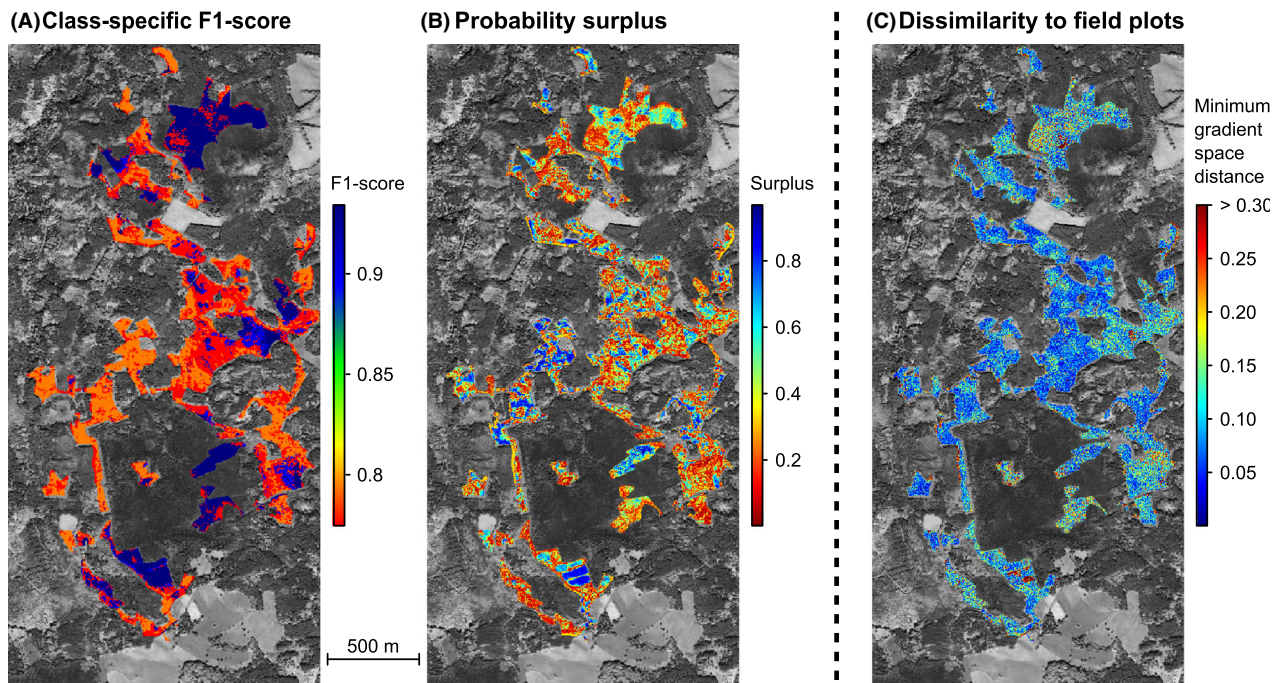 (A) Class-specific F1-score
(B) Probability surplus
(C) Dissimilarity to field plots
F1-score
0.9
0.85
0.8
500 m
Surplus
0.8
0.6
0.4
0.2
Minimum
gradient
space
distance
> 0.30
0.25
0.20
0.15
0.10
0.05